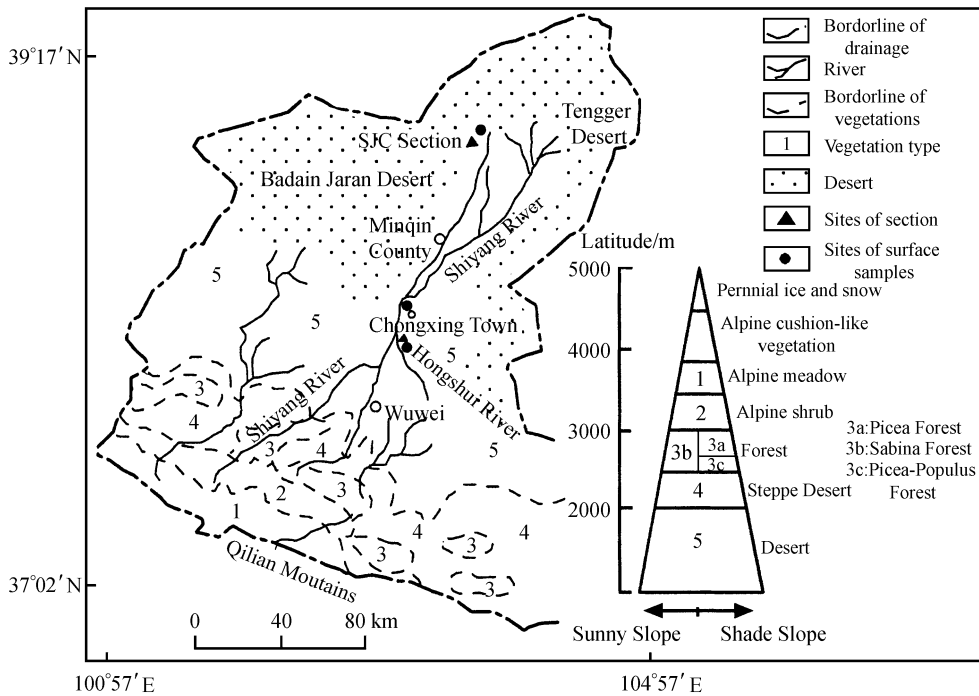 39°17′N
37°02′N
100°57′E
104°57′E
Bordorline of
drainage
River
Bordorline of
vegetations
1
Vegetation type
Desert
Sites of section
Sites of surface
samples
Tengger
Desert
SJC Section
Badain Jaran Desert
Minqin
County
Shiyang River
5
5
Chongxing Town
5
Hongshui River
Shiyang River
Wuwei
3
4
3
4
5
2
3
1
4
4
3
3
3
Qilian Moutains
0
40
80 km
Latitude/m
5000
4000
3000
2000
Pernnial ice and snow
Alpine cushion-like
vegetation
1
Alpine meadow
2
Alpine shrub
3b
3a
3c
Forest
3a:Picea Forest
3b:Sabina Forest
3c:Picea-Populus
Forest
4
Steppe Desert
5
Desert
Sunny Slope
Shade Slope